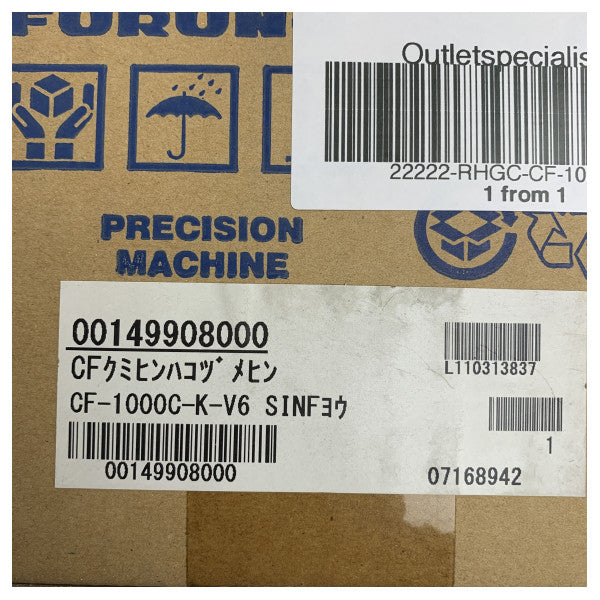 FURUN
Outletspecialis
22222-RHGC-CF-10
1 from 1
PRECISION
MACHINE
00149908000
CFクミヒンハコヅメヒン
CF-1000C-K-V6 SINFヨウ
00149908000
L110313837
1
07168942